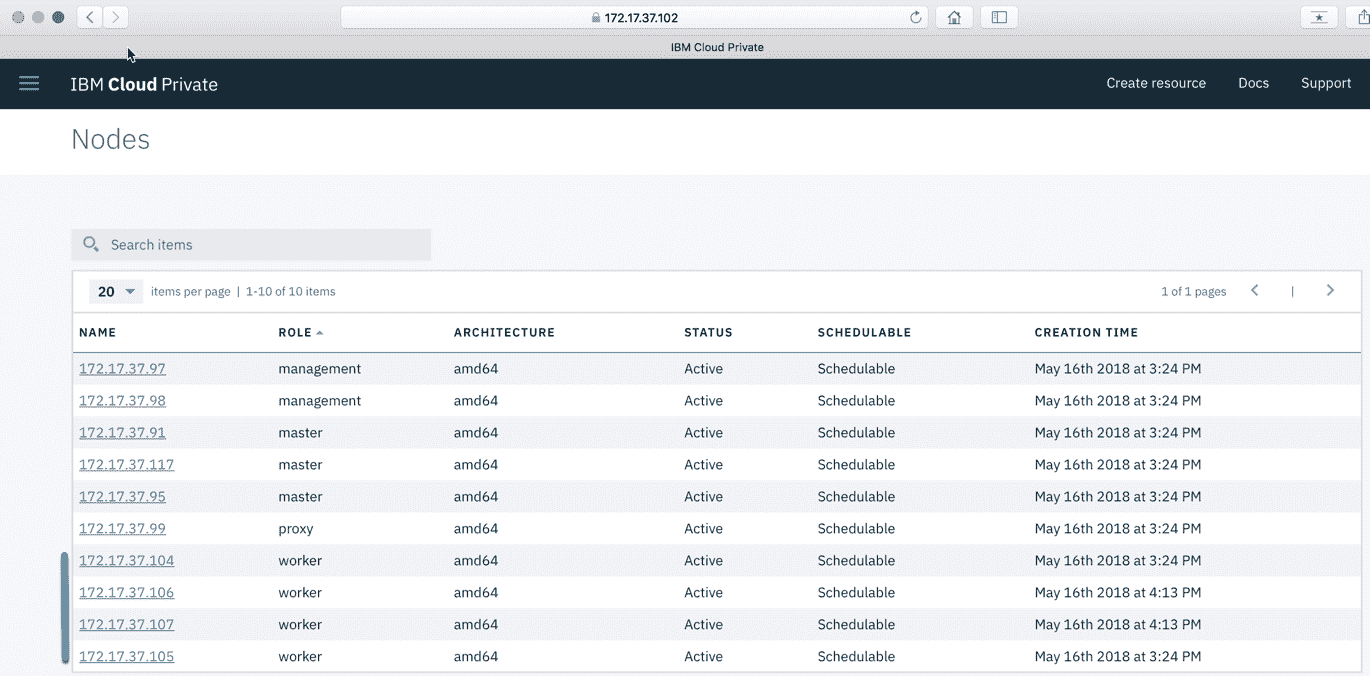 172.17.37.102
IBM Cloud Private
IBM Cloud Private Create resource Docs Support
Nodes
Search items
20 items per page | 1-10 of 10 items 1 of 1 pages |
NAME ROLE ARCHITECTURE STATUS SCHEDULABLE CREATION TIME
172.17.37.97 management amd64 Active Schedulable May 16th 2018 at 3:24 PM
172.17.37.98 management amd64 Active Schedulable May 16th 2018 at 3:24 PM
172.17.37.91 master amd64 Active Schedulable May 16th 2018 at 3:24 PM
172.17.37.117 master amd64 Active Schedulable May 16th 2018 at 3:24 PM
172.17.37.95 master amd64 Active Schedulable May 16th 2018 at 3:24 PM
172.17.37.99 proxy amd64 Active Schedulable May 16th 2018 at 3:24 PM
172.17.37.104 worker amd64 Active Schedulable May 16th 2018 at 3:24 PM
172.17.37.106 worker amd64 Active Schedulable May 16th 2018 at 4:13 PM
172.17.37.107 worker amd64 Active Schedulable May 16th 2018 at 4:13 PM
172.17.37.105 worker amd64 Active Schedulable May 16th 2018 at 3:24 PM